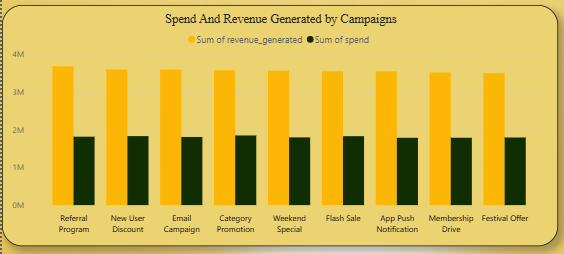 Spend And Revenue Generated by Campaigns
Sum of revenue_generated Sum of spend
4M
3M
2M
1M
0M
Referral Program
New User Discount
Email Campaign
Category Promotion
Weekend Special
Flash Sale
App Push Notification
Membership Drive
Festival Offer